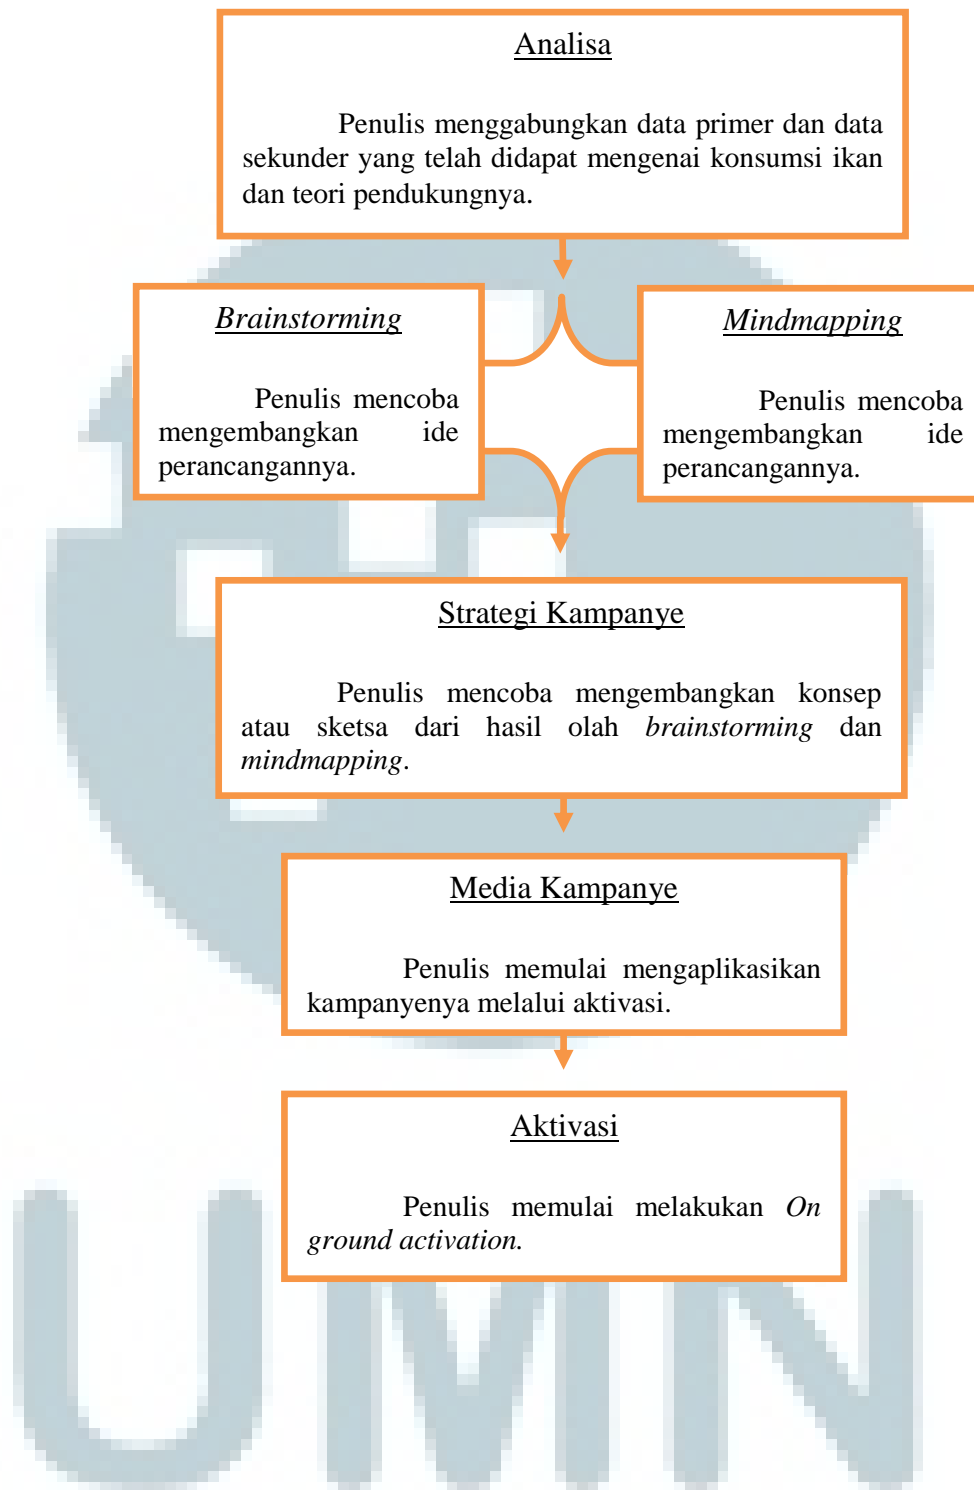 Analisa
Penulis menggabungkan data primer dan data
sekunder yang telah didapat mengenai konsumsi ikan
dan teori pendukungnya.
Brainstorming
Penulis mencoba
mengembangkan ide
perancangannya.
Mindmapping
Penulis mencoba
mengembangkan ide
perancangannya.
Strategi Kampanye
Penulis mencoba mengembangkan konsep
atau sketsa dari hasil olah brainstorming dan
mindmapping.
Media Kampanye
Penulis memulai mengaplikasikan
kampanyenya melalui aktivasi.
Aktivasi
Penulis memulai melakukan On
ground activation.
UMN